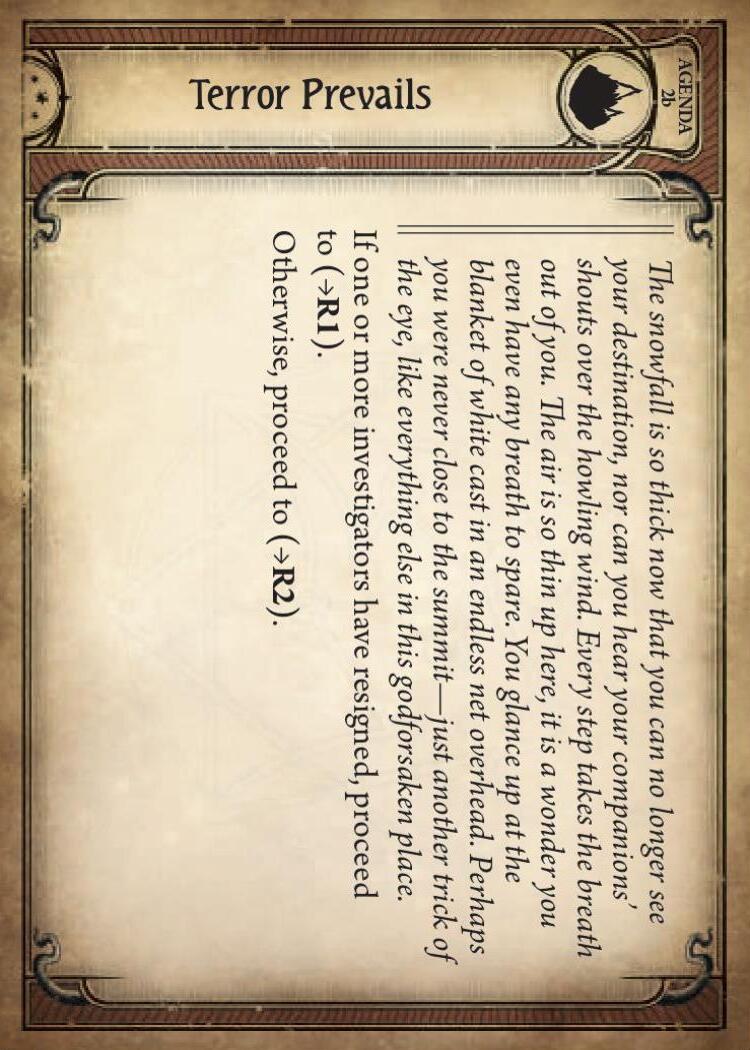 AGENDA
2b
Terror Prevails
The snowfall is so thick now that you can no longer see
your destination, nor can you hear your companions’
shouts over the howling wind. Every step takes the breath
out of you. The air is so thin up here, it is a wonder you
even have any breath to spare. You glance up at the
blanket of white cast in an endless net overhead. Perhaps
you were never close to the summit—just another trick of
the eye, like everything else in this godforsaken place.
If one or more investigators have resigned, proceed
to (→R1).
Otherwise, proceed to (→R2).